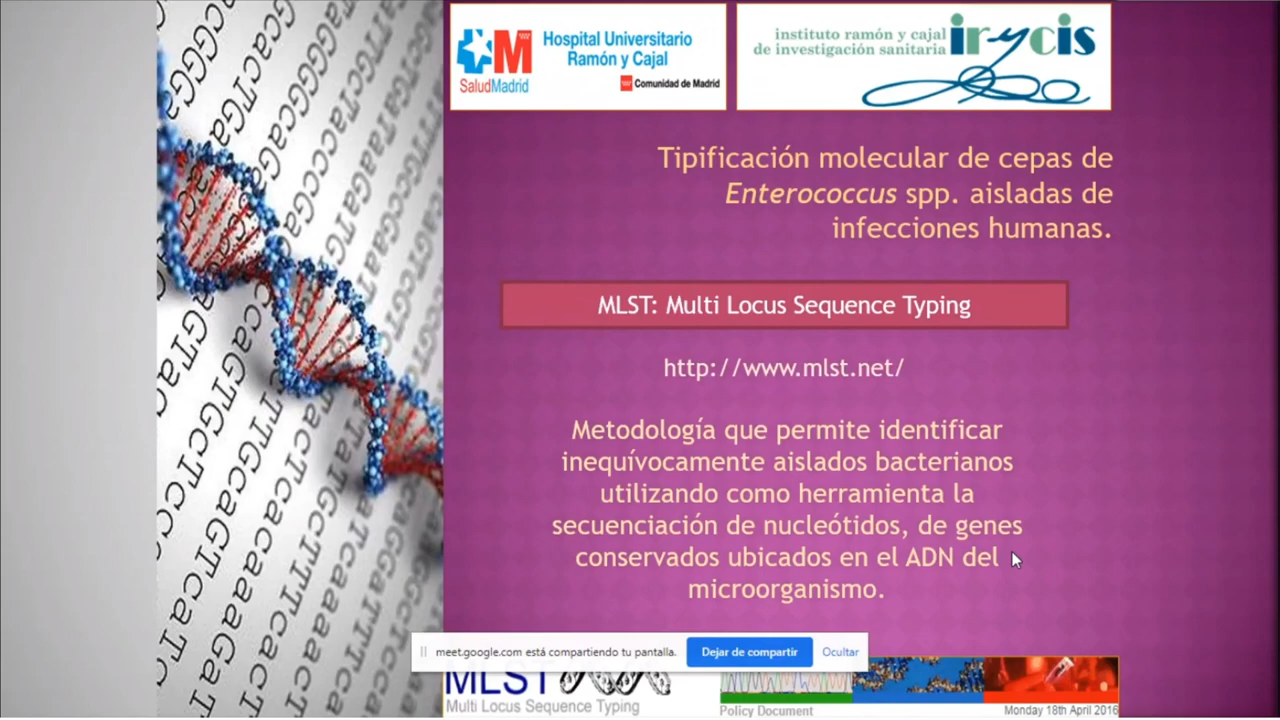 SaludMadrid
Hospital Universitario
Ramón y Cajal
Comunidad de Madrid
instituto ramón y cajal
de investigación sanitaria
irycis
Tipificación molecular de cepas de
Enterococcus spp. aisladas de
infecciones humanas.
MLST: Multi Locus Sequence Typing
http://www.mlst.net/
Metodología que permite identificar
inequívocamente aislados bacterianos
utilizando como herramienta la
secuenciación de nucleótidos, de genes
conservados ubicados en el ADN del
microorganismo.
meet.google.com está compartiendo tu pantalla.
Dejar de compartir
Ocultar
MLST
Multi Locus Sequence Typing
Policy Document
Monday 18th April 2016